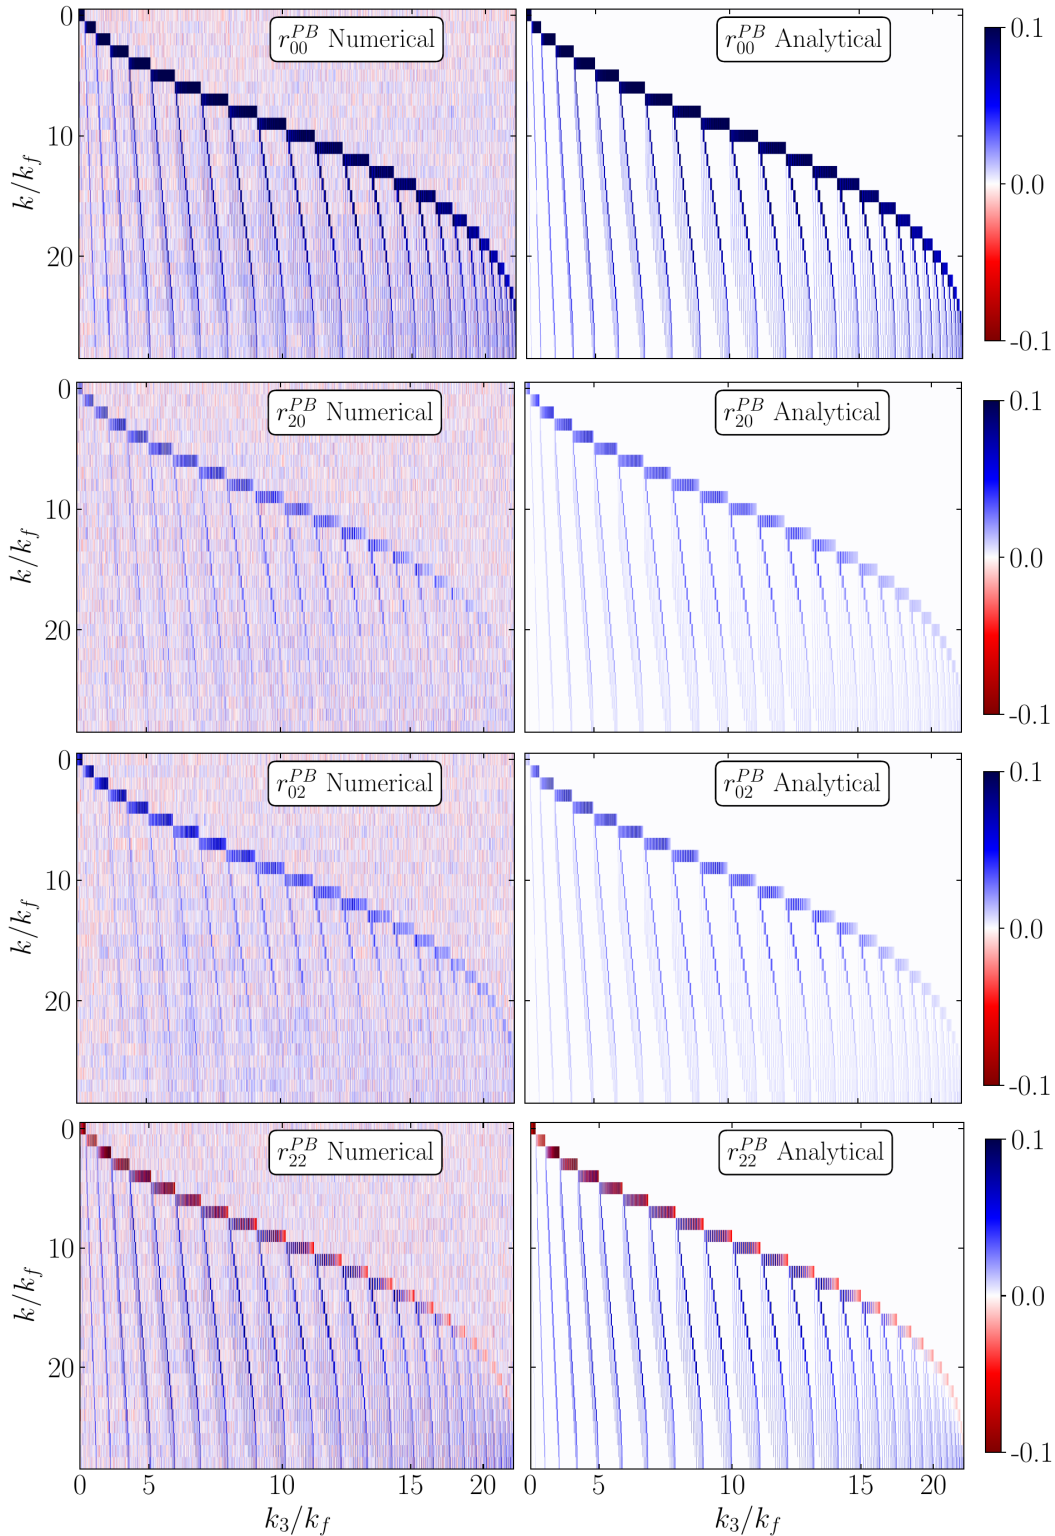 r_{00}^{PB} Numerical
r_{00}^{PB} Analytical
0
10
20
k/k_f
0.1
0.0
-0.1
r_{20}^{PB} Numerical
r_{20}^{PB} Analytical
0
10
20
k/k_f
0.1
0.0
-0.1
r_{02}^{PB} Numerical
r_{02}^{PB} Analytical
0
10
20
k/k_f
0.1
0.0
-0.1
r_{22}^{PB} Numerical
r_{22}^{PB} Analytical
0
10
20
k/k_f
0.1
0.0
-0.1
0 5 10 15 20
0 5 10 15 20
k_3/k_f
k_3/k_f